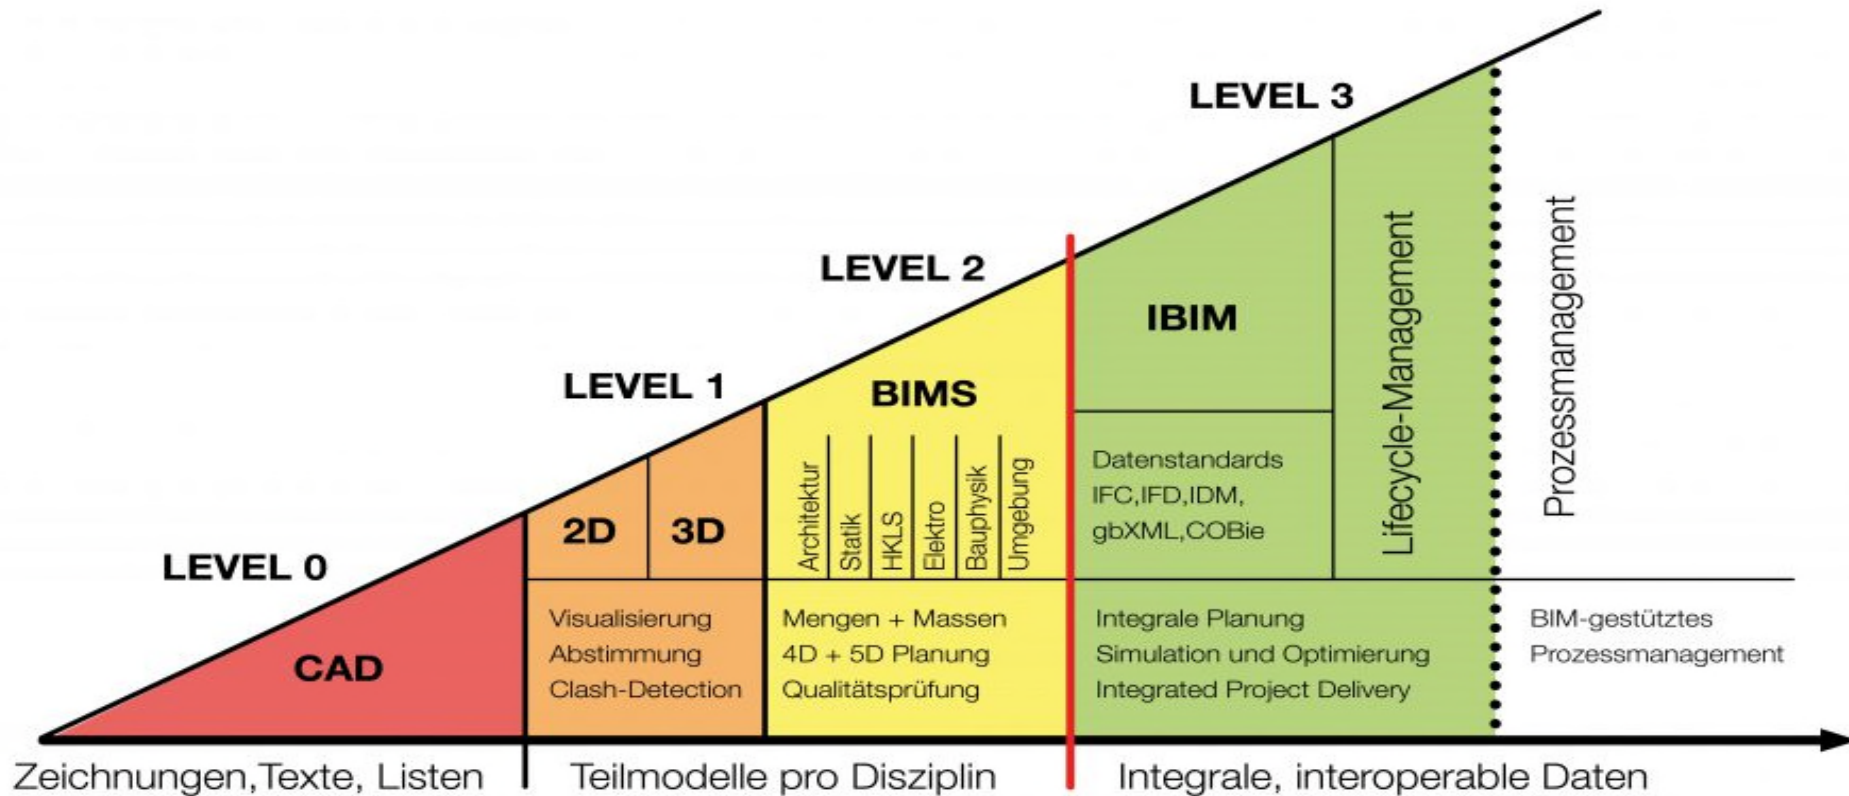 LEVEL 0
CAD
LEVEL 1
2D
3D
Visualisierung
Abstimmung
Clash-Detection
LEVEL 2
BIMS
Architektur
Statik
HKLS
Elektro
Bauphysik
Umgebung
Mengen + Massen
4D + 5D Planung
Qualitätsprüfung
LEVEL 3
IBIM
Datenstandards
IFC,IFD,IDM,
gbXML,COBie
Lifecycle-Management
Integrale Planung
Simulation und Optimierung
Integrated Project Delivery
Prozessmanagement
BIM-gestütztes
Prozessmanagement
Zeichnungen,Texte, Listen
Teilmodelle pro Disziplin
Integrale, interoperable Daten